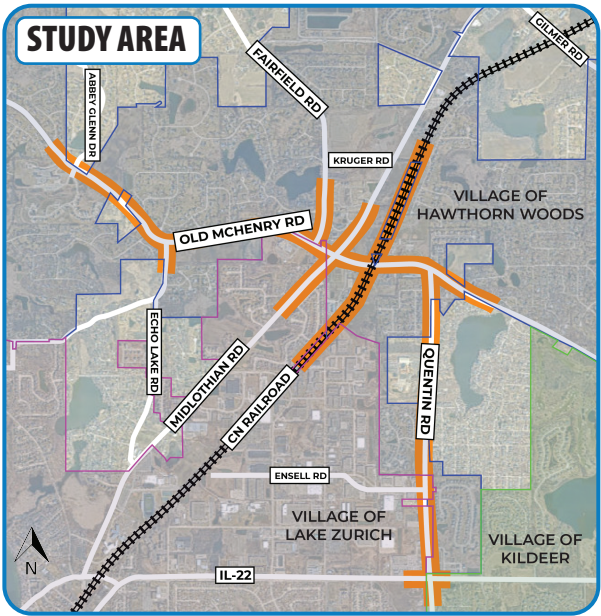 STUDY AREA
GILMER RD
FAIRFIELD RD
ABBEY GLENN DR
KRUGER RD
VILLAGE OF
HAWTHORN WOODS
OLD MCHENRY RD
ECHO LAKE RD
MIDLOTHIAN RD
QUENTIN RD
CN RAILROAD
ENSELL RD
VILLAGE OF
LAKE ZURICH
VILLAGE OF
KILDEER
N
IL-22